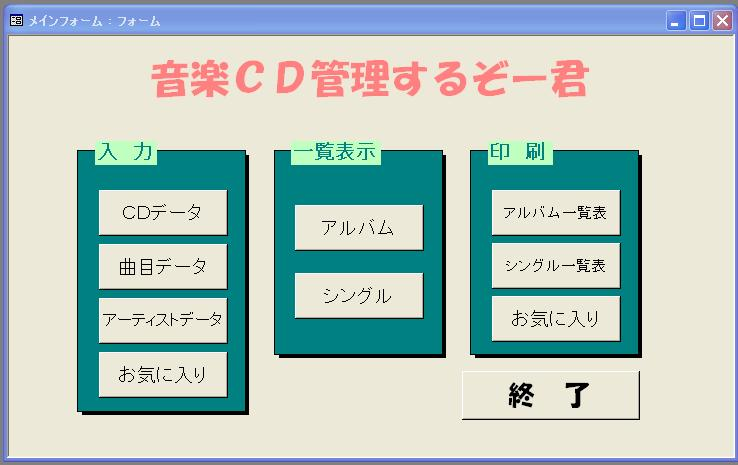 メインフォーム : フォーム
音楽ＣＤ管理するぞー君
入　力
CDデータ
曲目データ
アーティストデータ
お気に入り
一覧表示
アルバム
シングル
印　刷
アルバム一覧表
シングル一覧表
お気に入り
終　了